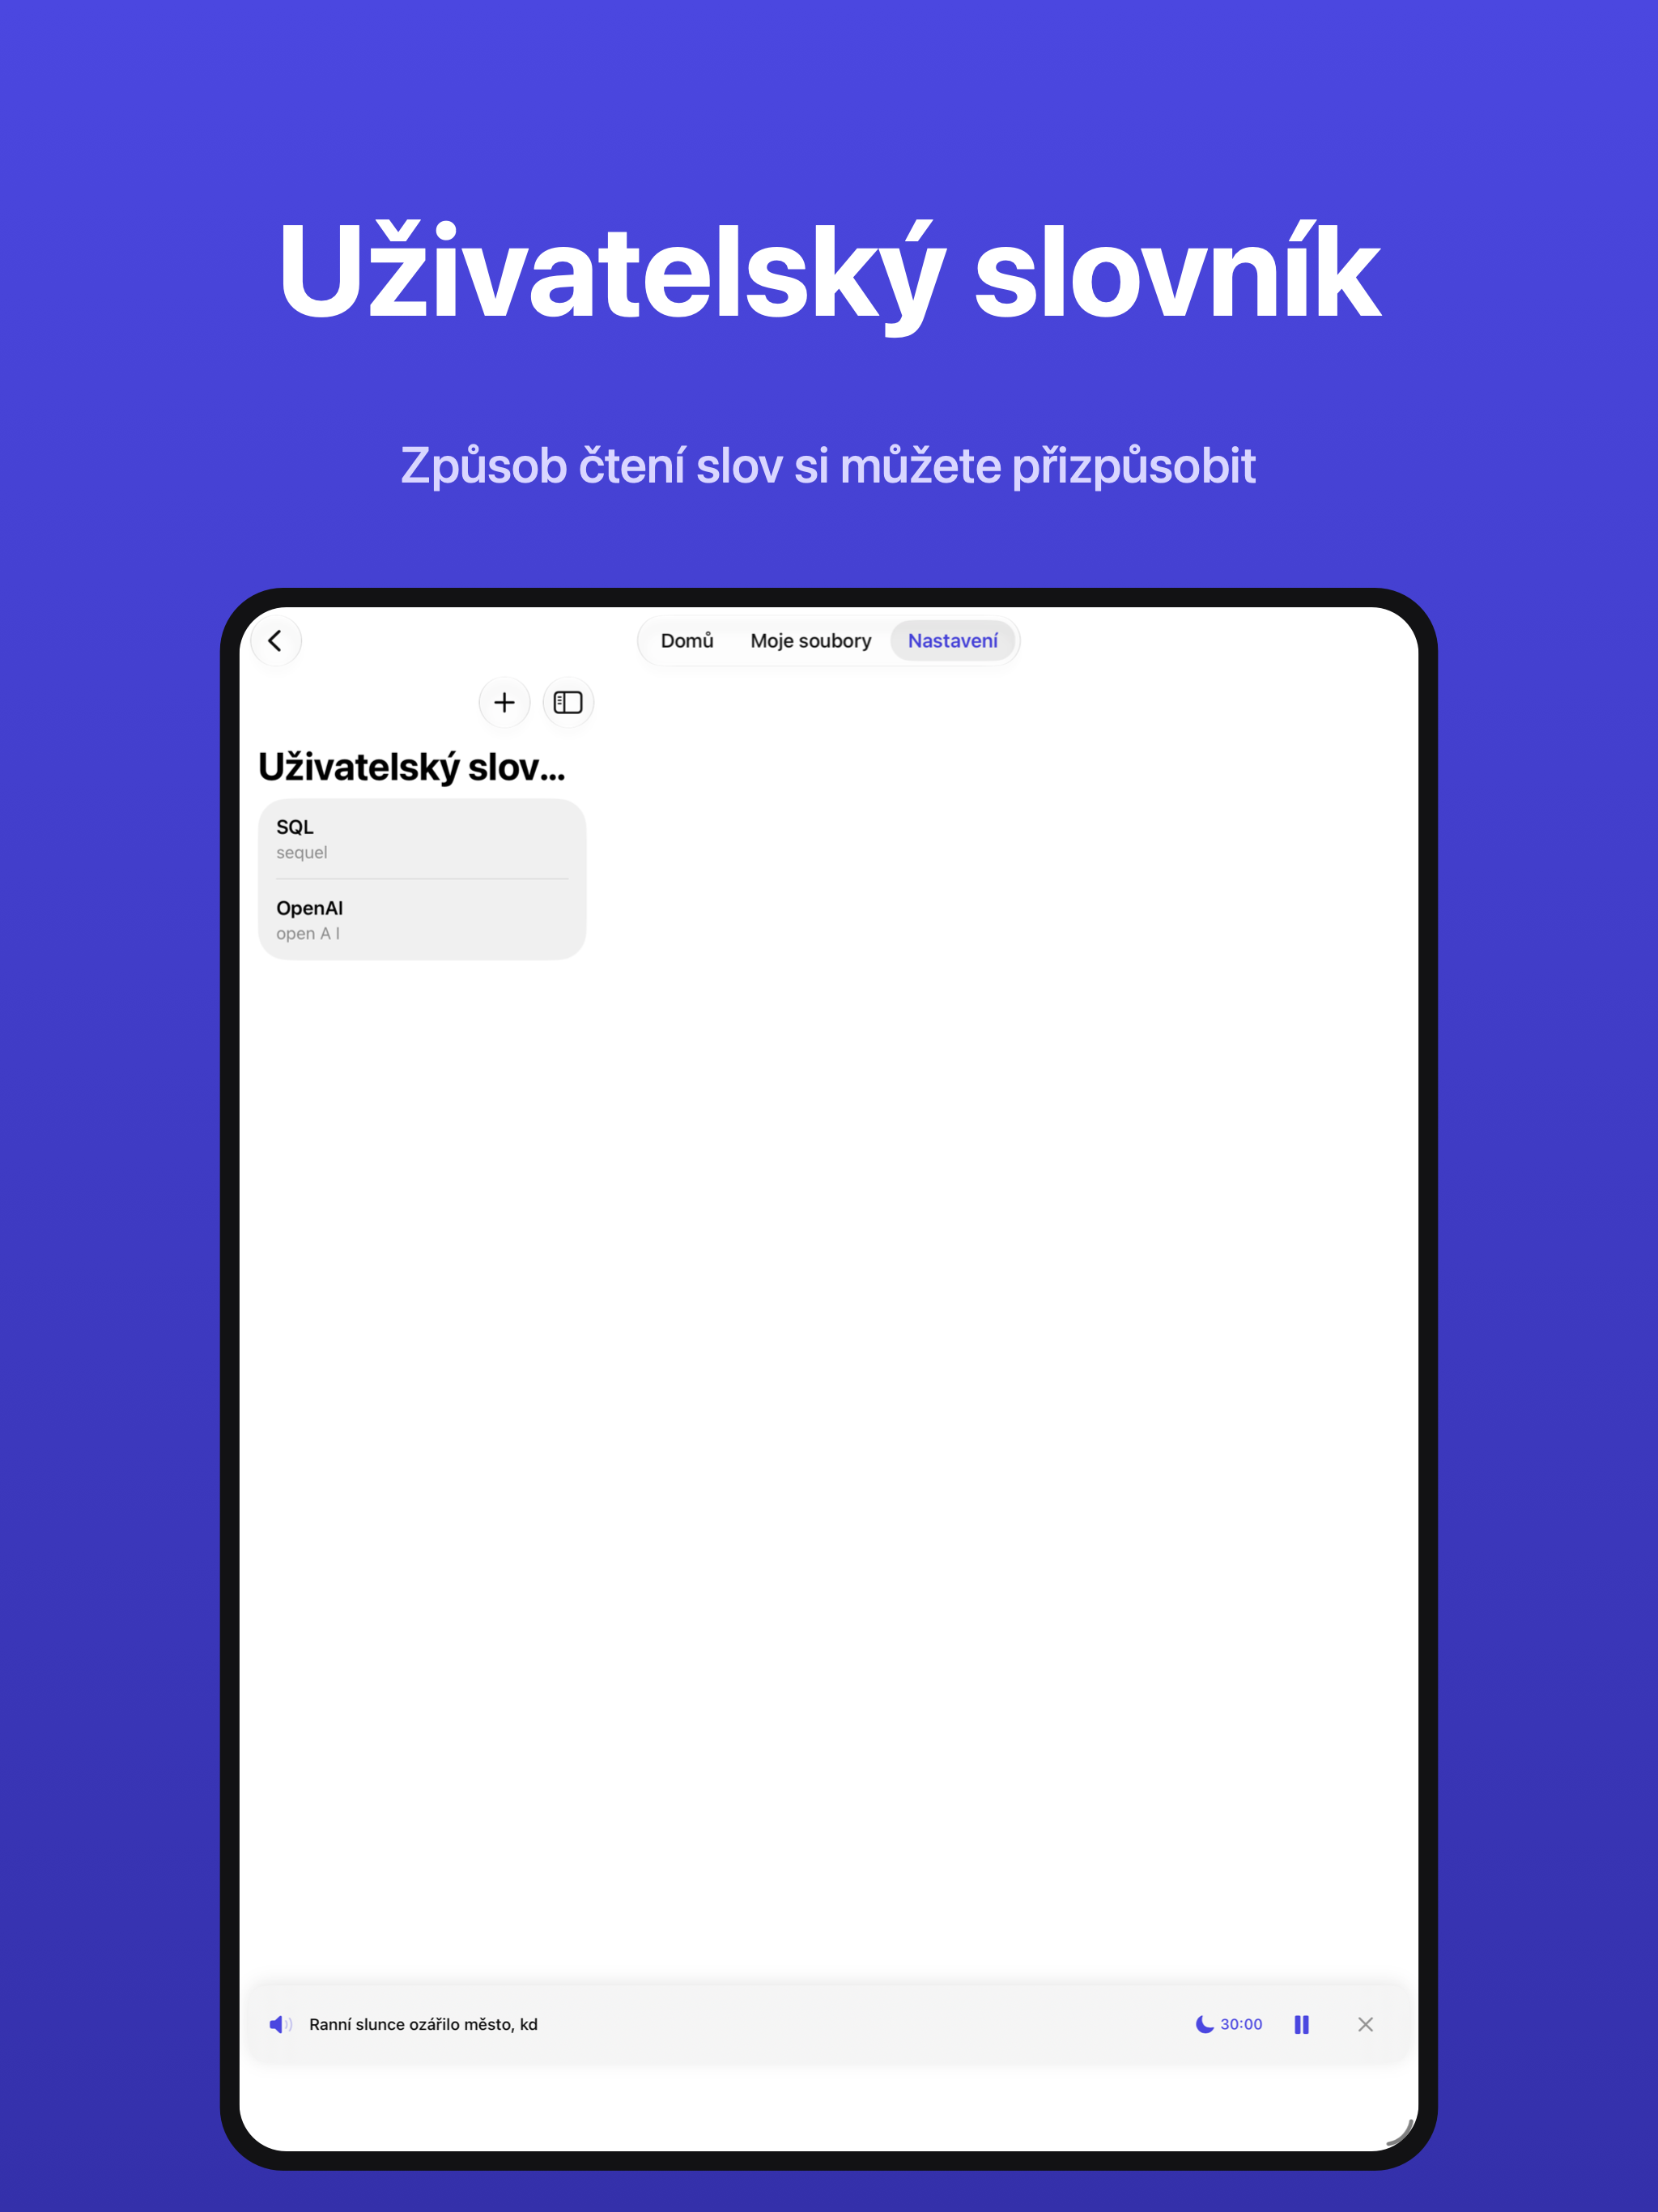 Uživatelský slovník
Způsob čtení slov si můžete přizpůsobit
Domů Moje soubory Nastavení
Uživatelský slov...
SQL
sequel
OpenAI
open A I
Ranní slunce ozářilo město, kd 30:00